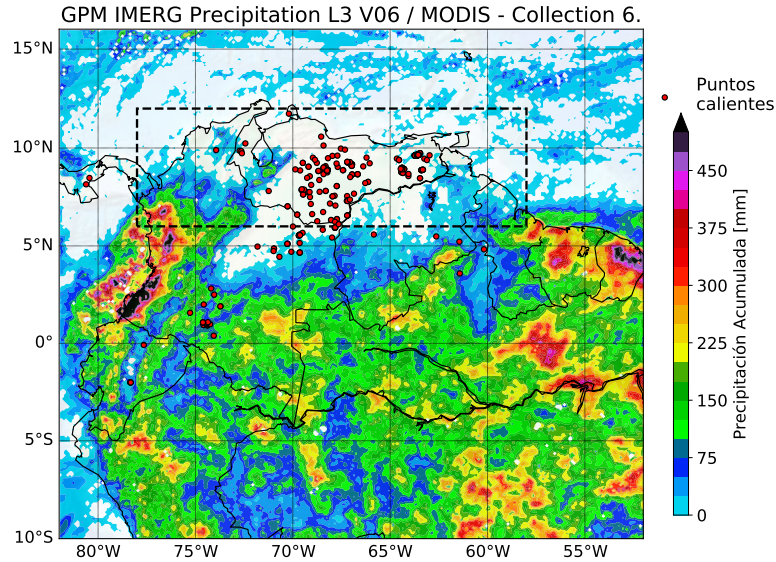 GPM IMERG Precipitation L3 V06 / MODIS - Collection 6.
15°N
10°N
5°N
0°
5°S
10°S
80°W
75°W
70°W
65°W
60°W
55°W
Puntos
calientes
450
375
300
225
150
75
0
Precipitación Acumulada [mm]